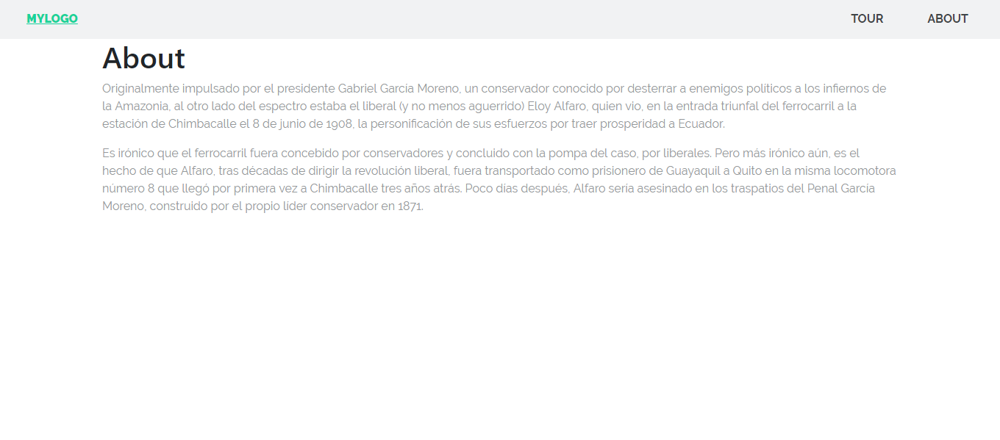 MYLOGO TOUR ABOUT
About
Originalmente impulsado por el presidente Gabriel García Moreno, un conservador conocido por desterrar a enemigos políticos a los infiernos de
la Amazonia, al otro lado del espectro estaba el liberal (y no menos aguerrido) Eloy Alfaro, quien vio, en la entrada triunfal del ferrocarril a la
estación de Chimbacalle el 8 de junio de 1908, la personificación de sus esfuerzos por traer prosperidad a Ecuador.
Es irónico que el ferrocarril fuera concebido por conservadores y concluido con la pompa del caso, por liberales. Pero más irónico aún, es el
hecho de que Alfaro, tras décadas de dirigir la revolución liberal, fuera transportado como prisionero de Guayaquil a Quito en la misma locomotora
número 8 que llegó por primera vez a Chimbacalle tres años atrás. Poco días después, Alfaro sería asesinado en los traspatios del Penal García
Moreno, construido por el propio líder conservador en 1871.